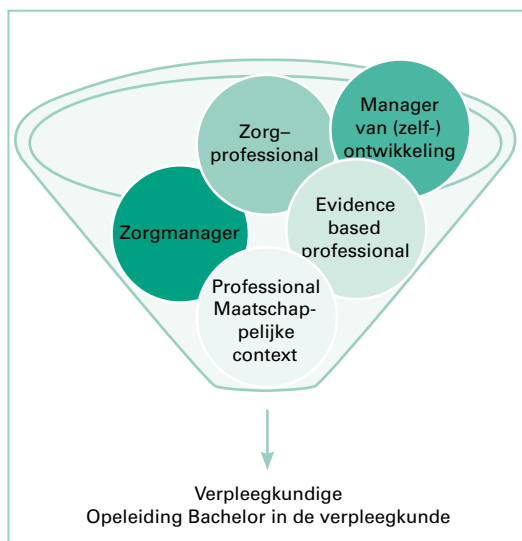 Manager
van (zelf-)
ontwikkeling
Zorg–
professional
Evidence
based
professional
Zorgmanager
Professional
Maatschap-
pelijke
context
Verpleegkundige
Opeleiding Bachelor in de verpleegkunde